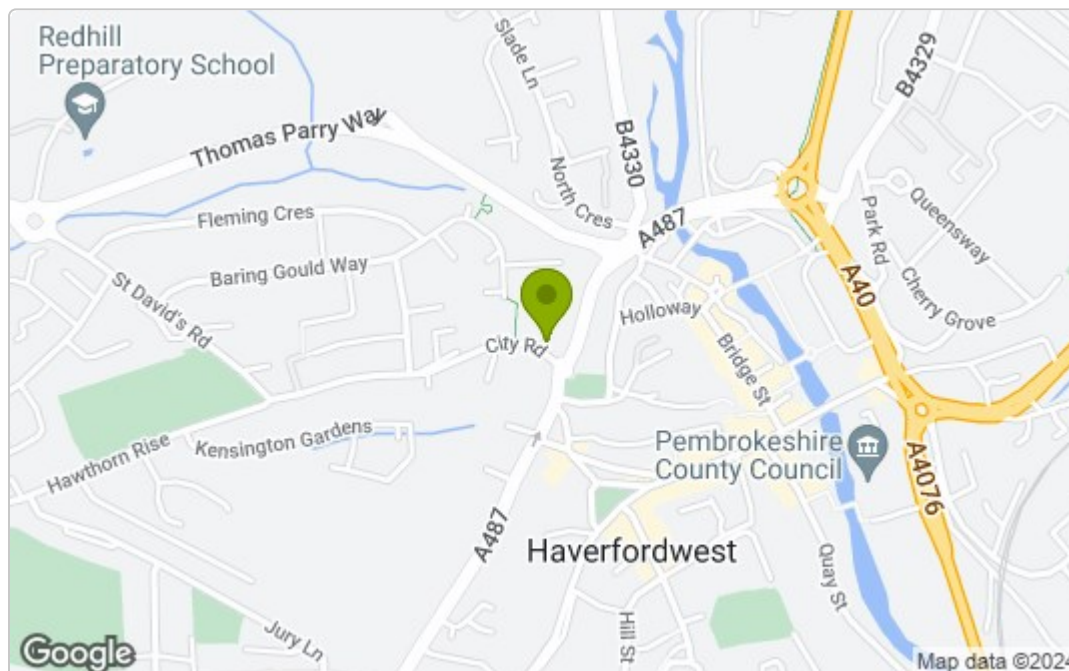 Redhill
Preparatory School
Slade Ln
B4330
B4329
Thomas Parry Way
North Cres
A487
Fleming Cres
Queensway
Park Rd
Baring Gould Way
St David's Rd
A40
Cherry Grove
Holloway
City Rd
Bridge St
Kensington Gardens
Hawthorn Rise
Pembrokeshire
County Council
A4076
A487
Haverfordwest
Quay St
Hill St
Jury Ln
Google
Map data ©2024